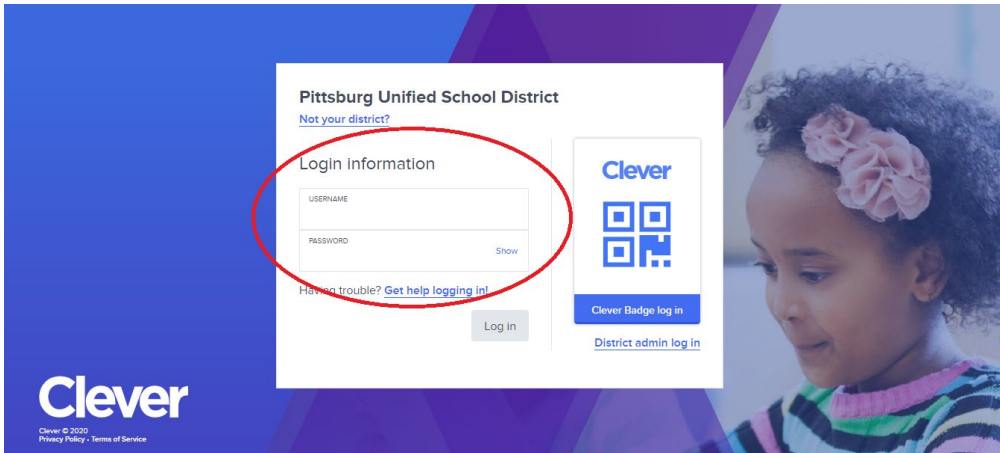 Pittsburg Unified School District
Not your district?
Login information
USERNAME
PASSWORD
Show
Having trouble? Get help logging in!
Log in
Clever
Clever Badge log in
District admin log in
Clever
Clever © 2020
Privacy Policy • Terms of Service